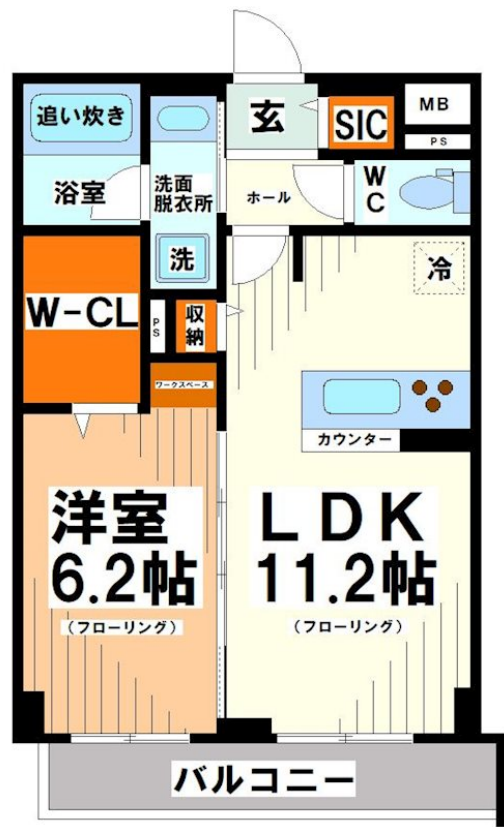 追い炊き
浴室
洗面
脱衣所
洗
玄
SIC
MB
PS
ホール
WC
冷
W-CL
PS
収納
ワークスペース
カウンター
洋室
6.2帖
(フローリング)
LDK
11.2帖
(フローリング)
バルコニー